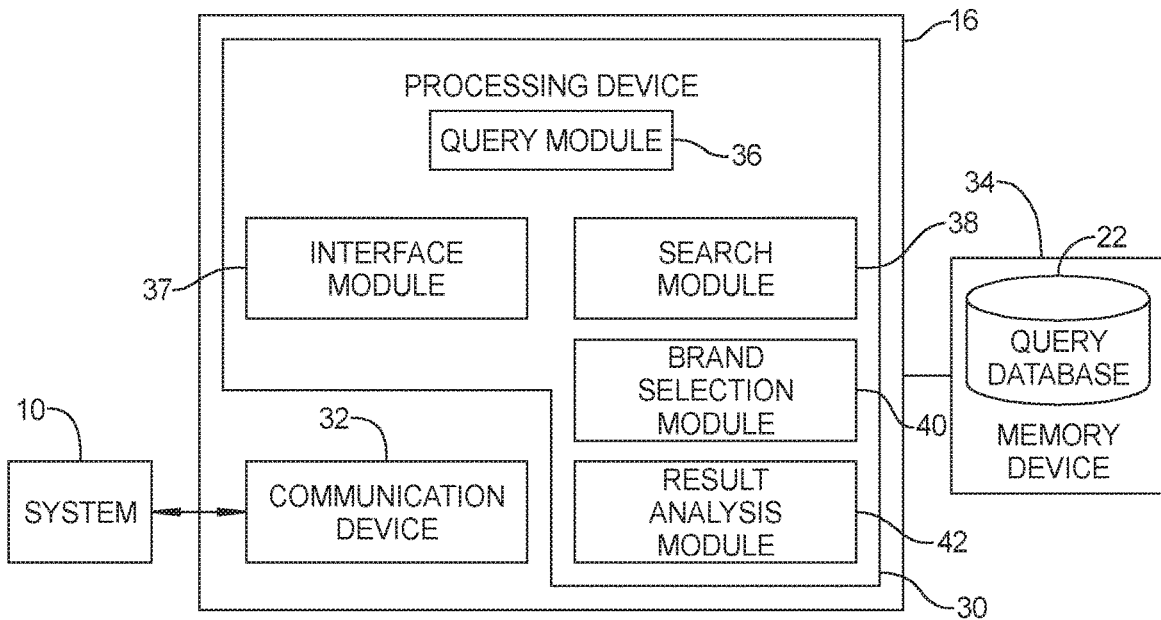 16
PROCESSING DEVICE
QUERY MODULE
36
34
INTERFACE
MODULE
37
SEARCH
MODULE
38
22
QUERY
DATABASE
MEMORY
DEVICE
BRAND
SELECTION
MODULE
40
10
SYSTEM
32
COMMUNICATION
DEVICE
RESULT
ANALYSIS
MODULE
42
30